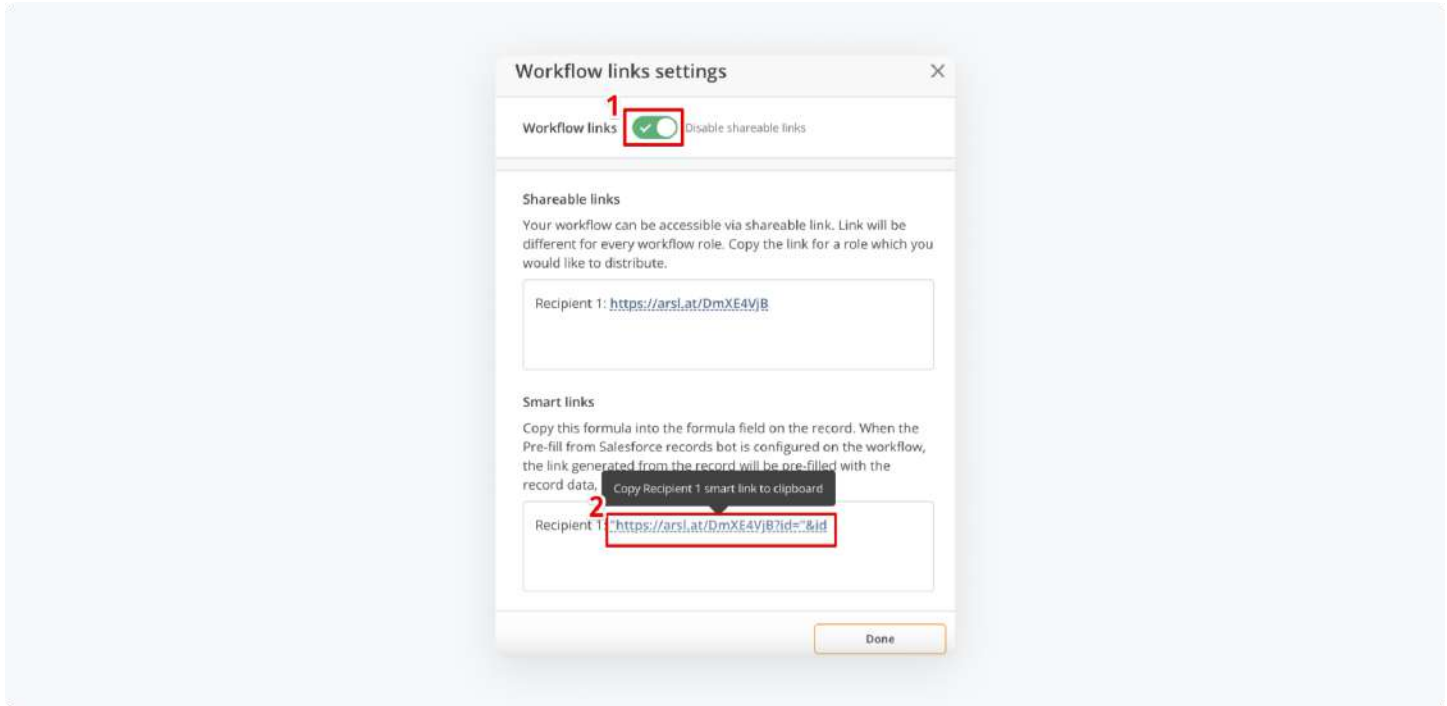 Workflow links settings
1
Workflow links Disable shareable links
Shareable links
Your workflow can be accessible via shareable link. Link will be
different for every workflow role. Copy the link for a role which you
would like to distribute.
Recipient 1: https://arsl.at/DmXE4VjB
Smart links
Copy this formula into the formula field on the record. When the
Pre-fill from Salesforce records bot is configured on the workflow,
the link generated from the record will be pre-filled with the
record data,
Copy Recipient 1 smart link to clipboard
2
Recipient 1: "https://arsl.at/DmXE4VjB?id="&id
Done